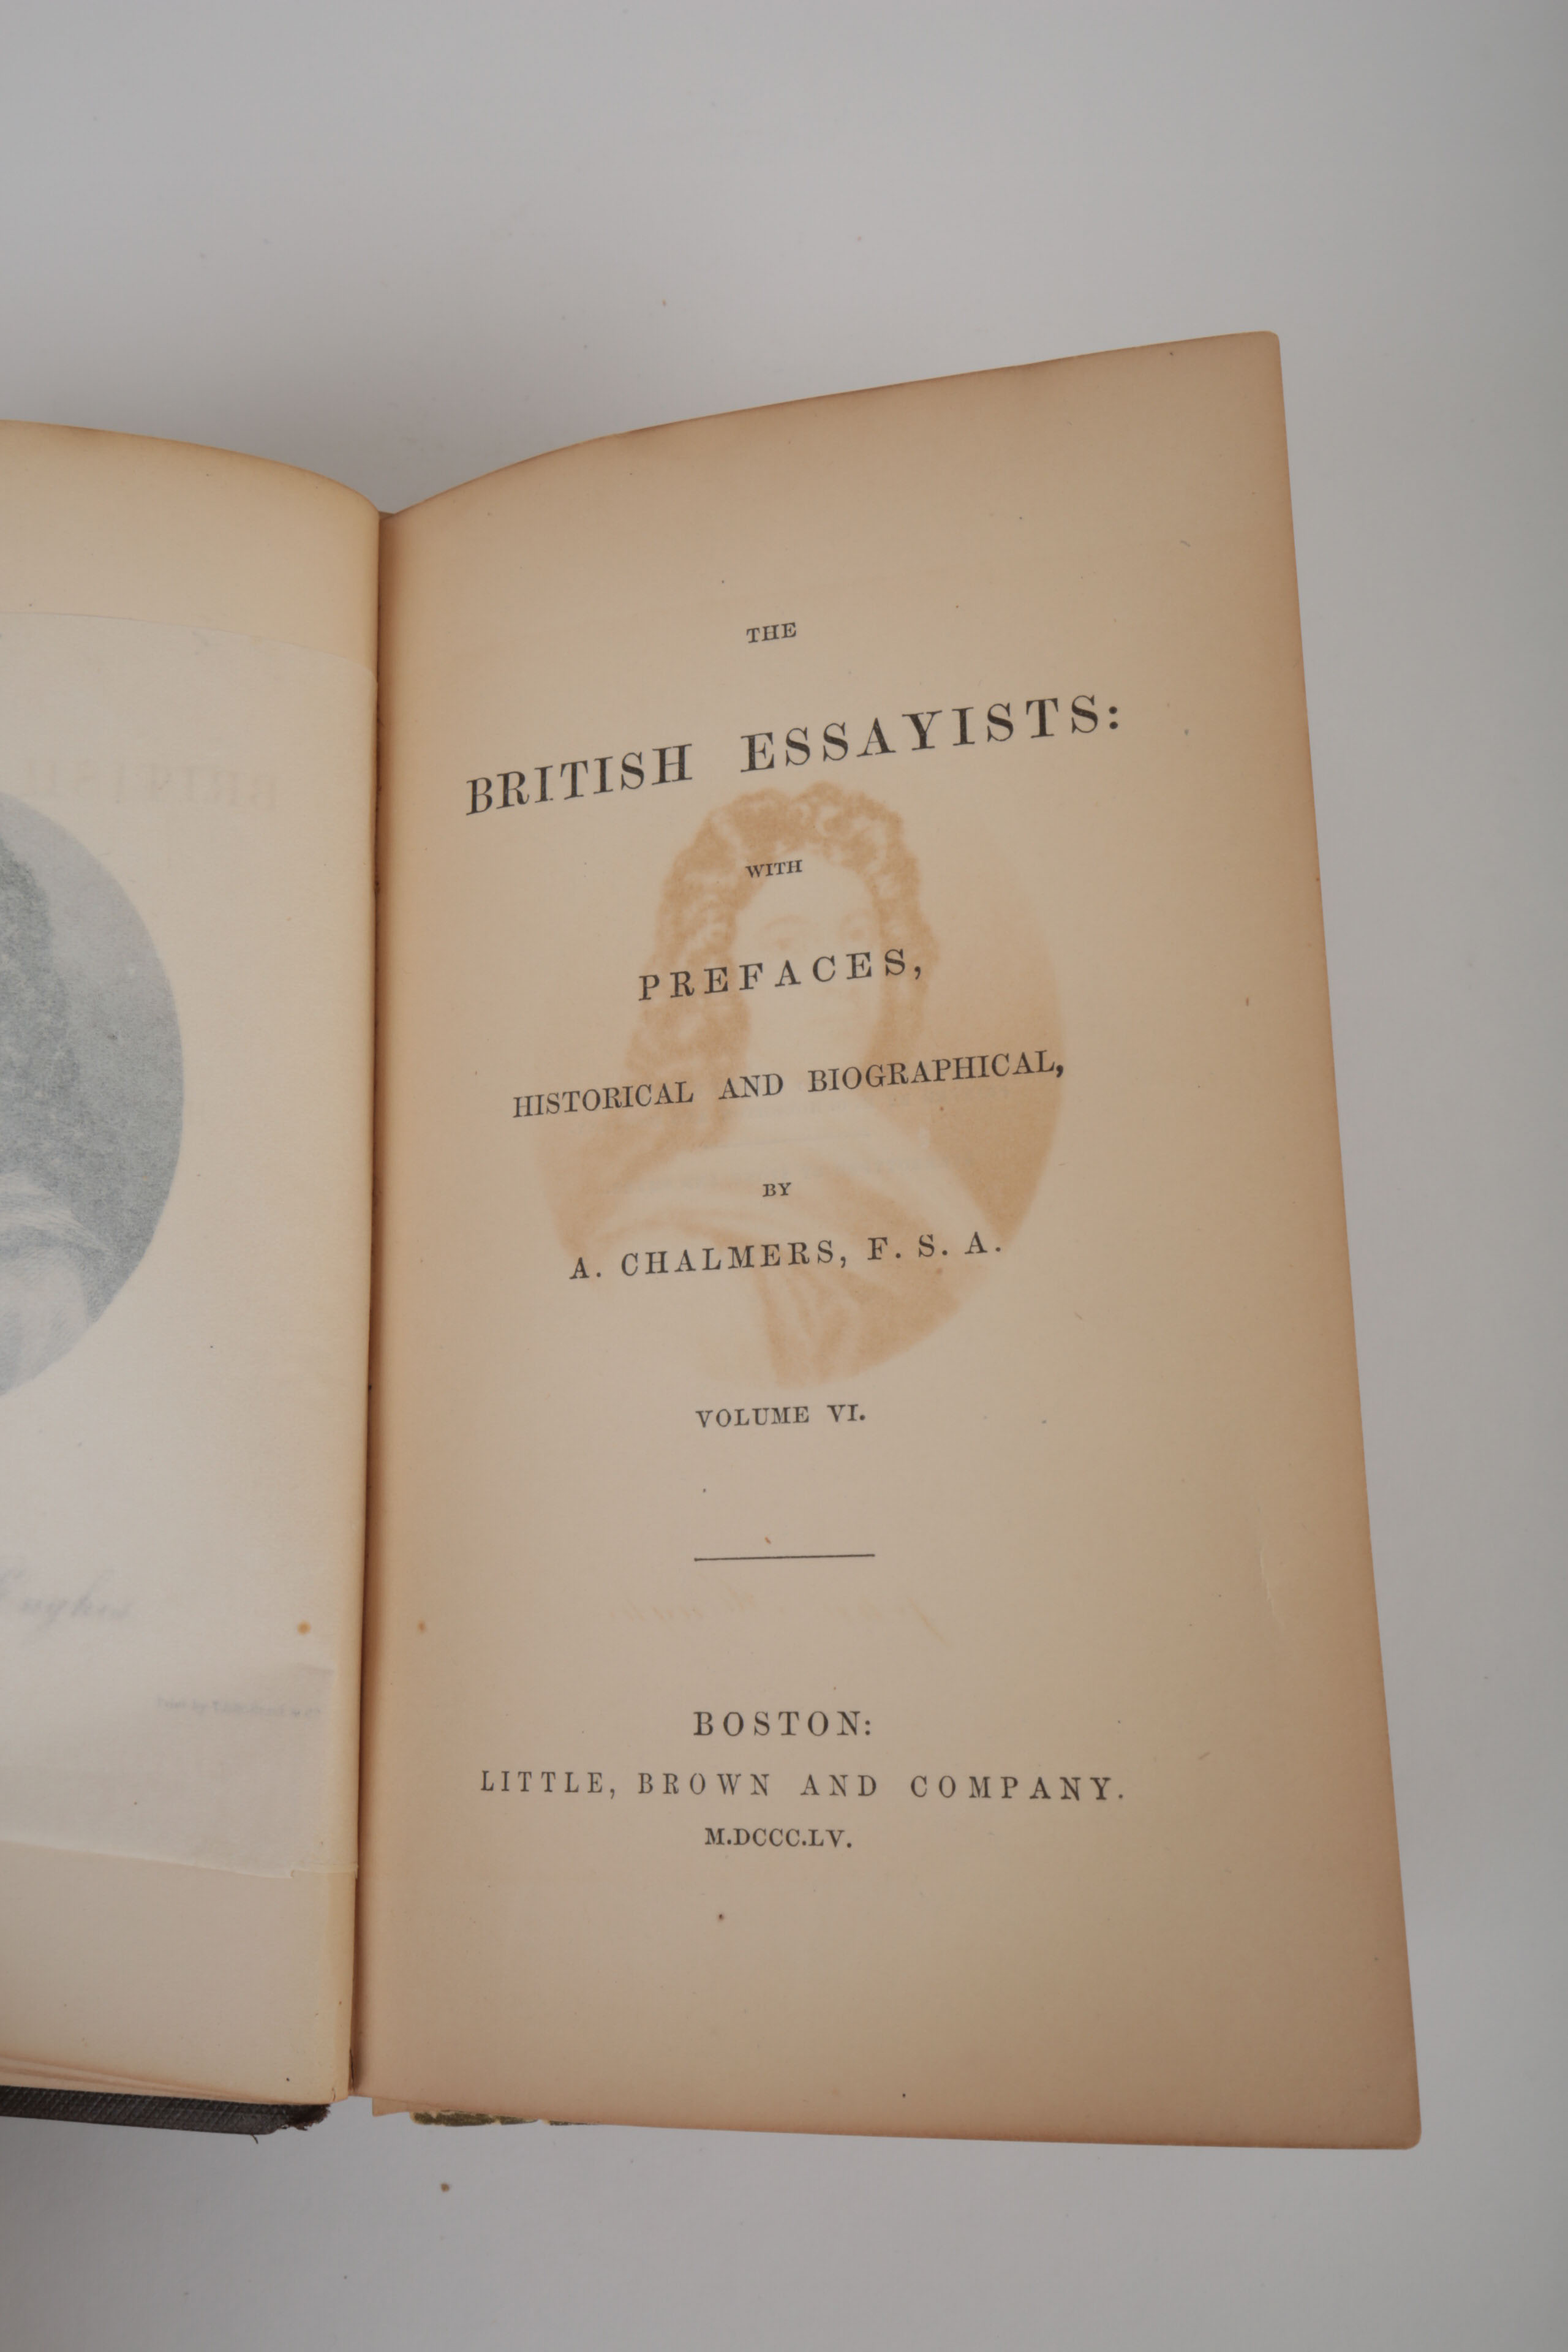 THE
BRITISH ESSAYISTS:
WITH
PREFACES,
HISTORICAL AND BIOGRAPHICAL,
BY
A. CHALMERS, F. S. A.
VOLUME VI.
BOSTON:
LITTLE, BROWN AND COMPANY.
M.DCCC.LV.